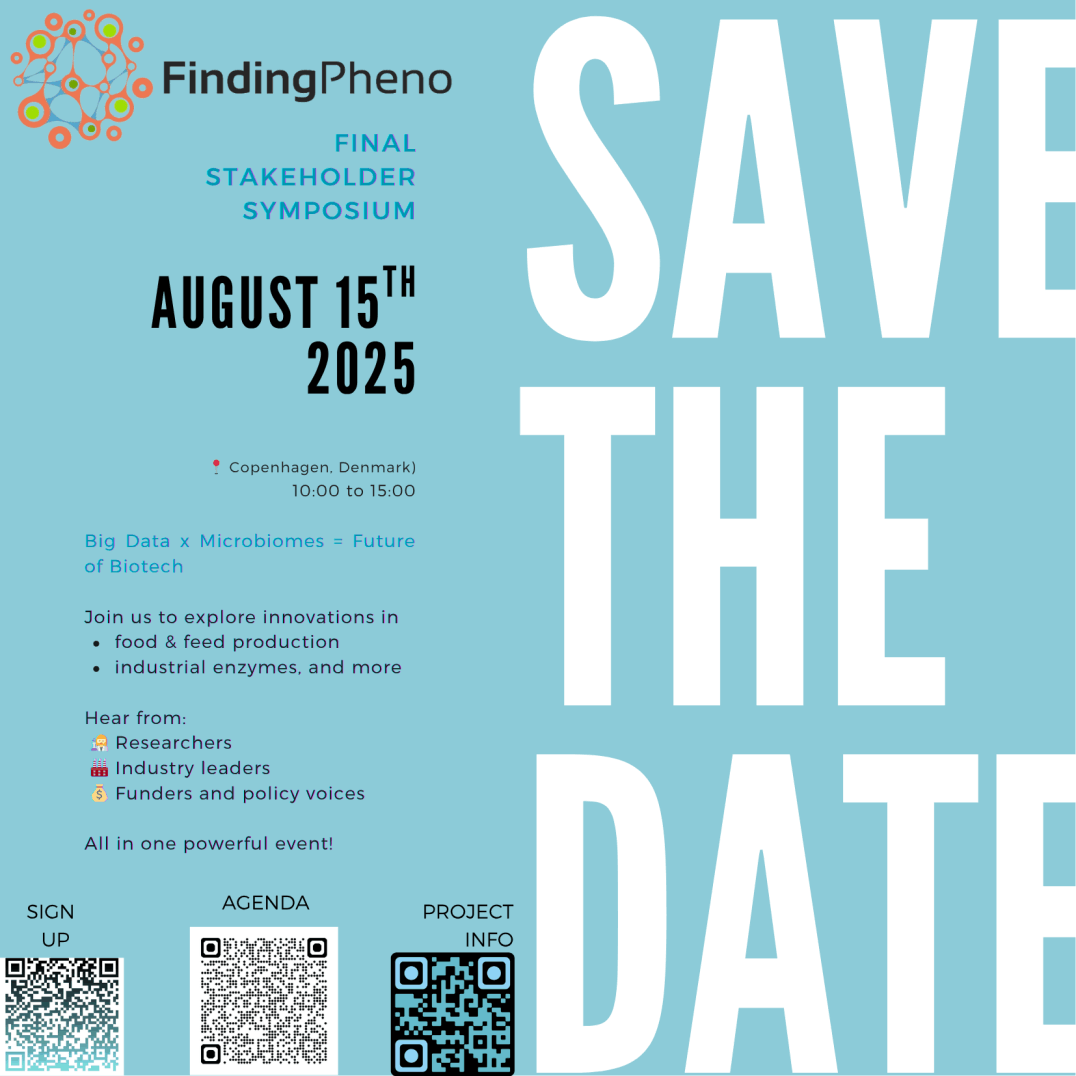 FindingPheno
FINAL
STAKEHOLDER
SYMPOSIUM
AUGUST 15TH
2025
📍 Copenhagen, Denmark)
10:00 to 15:00
Big Data x Microbiomes = Future
of Biotech
Join us to explore innovations in
• food & feed production
• industrial enzymes, and more
Hear from:
👩‍🔬 Researchers
🏭 Industry leaders
💰 Funders and policy voices
All in one powerful event!
SIGN
UP
AGENDA
PROJECT
INFO
SAVE
THE
DATE